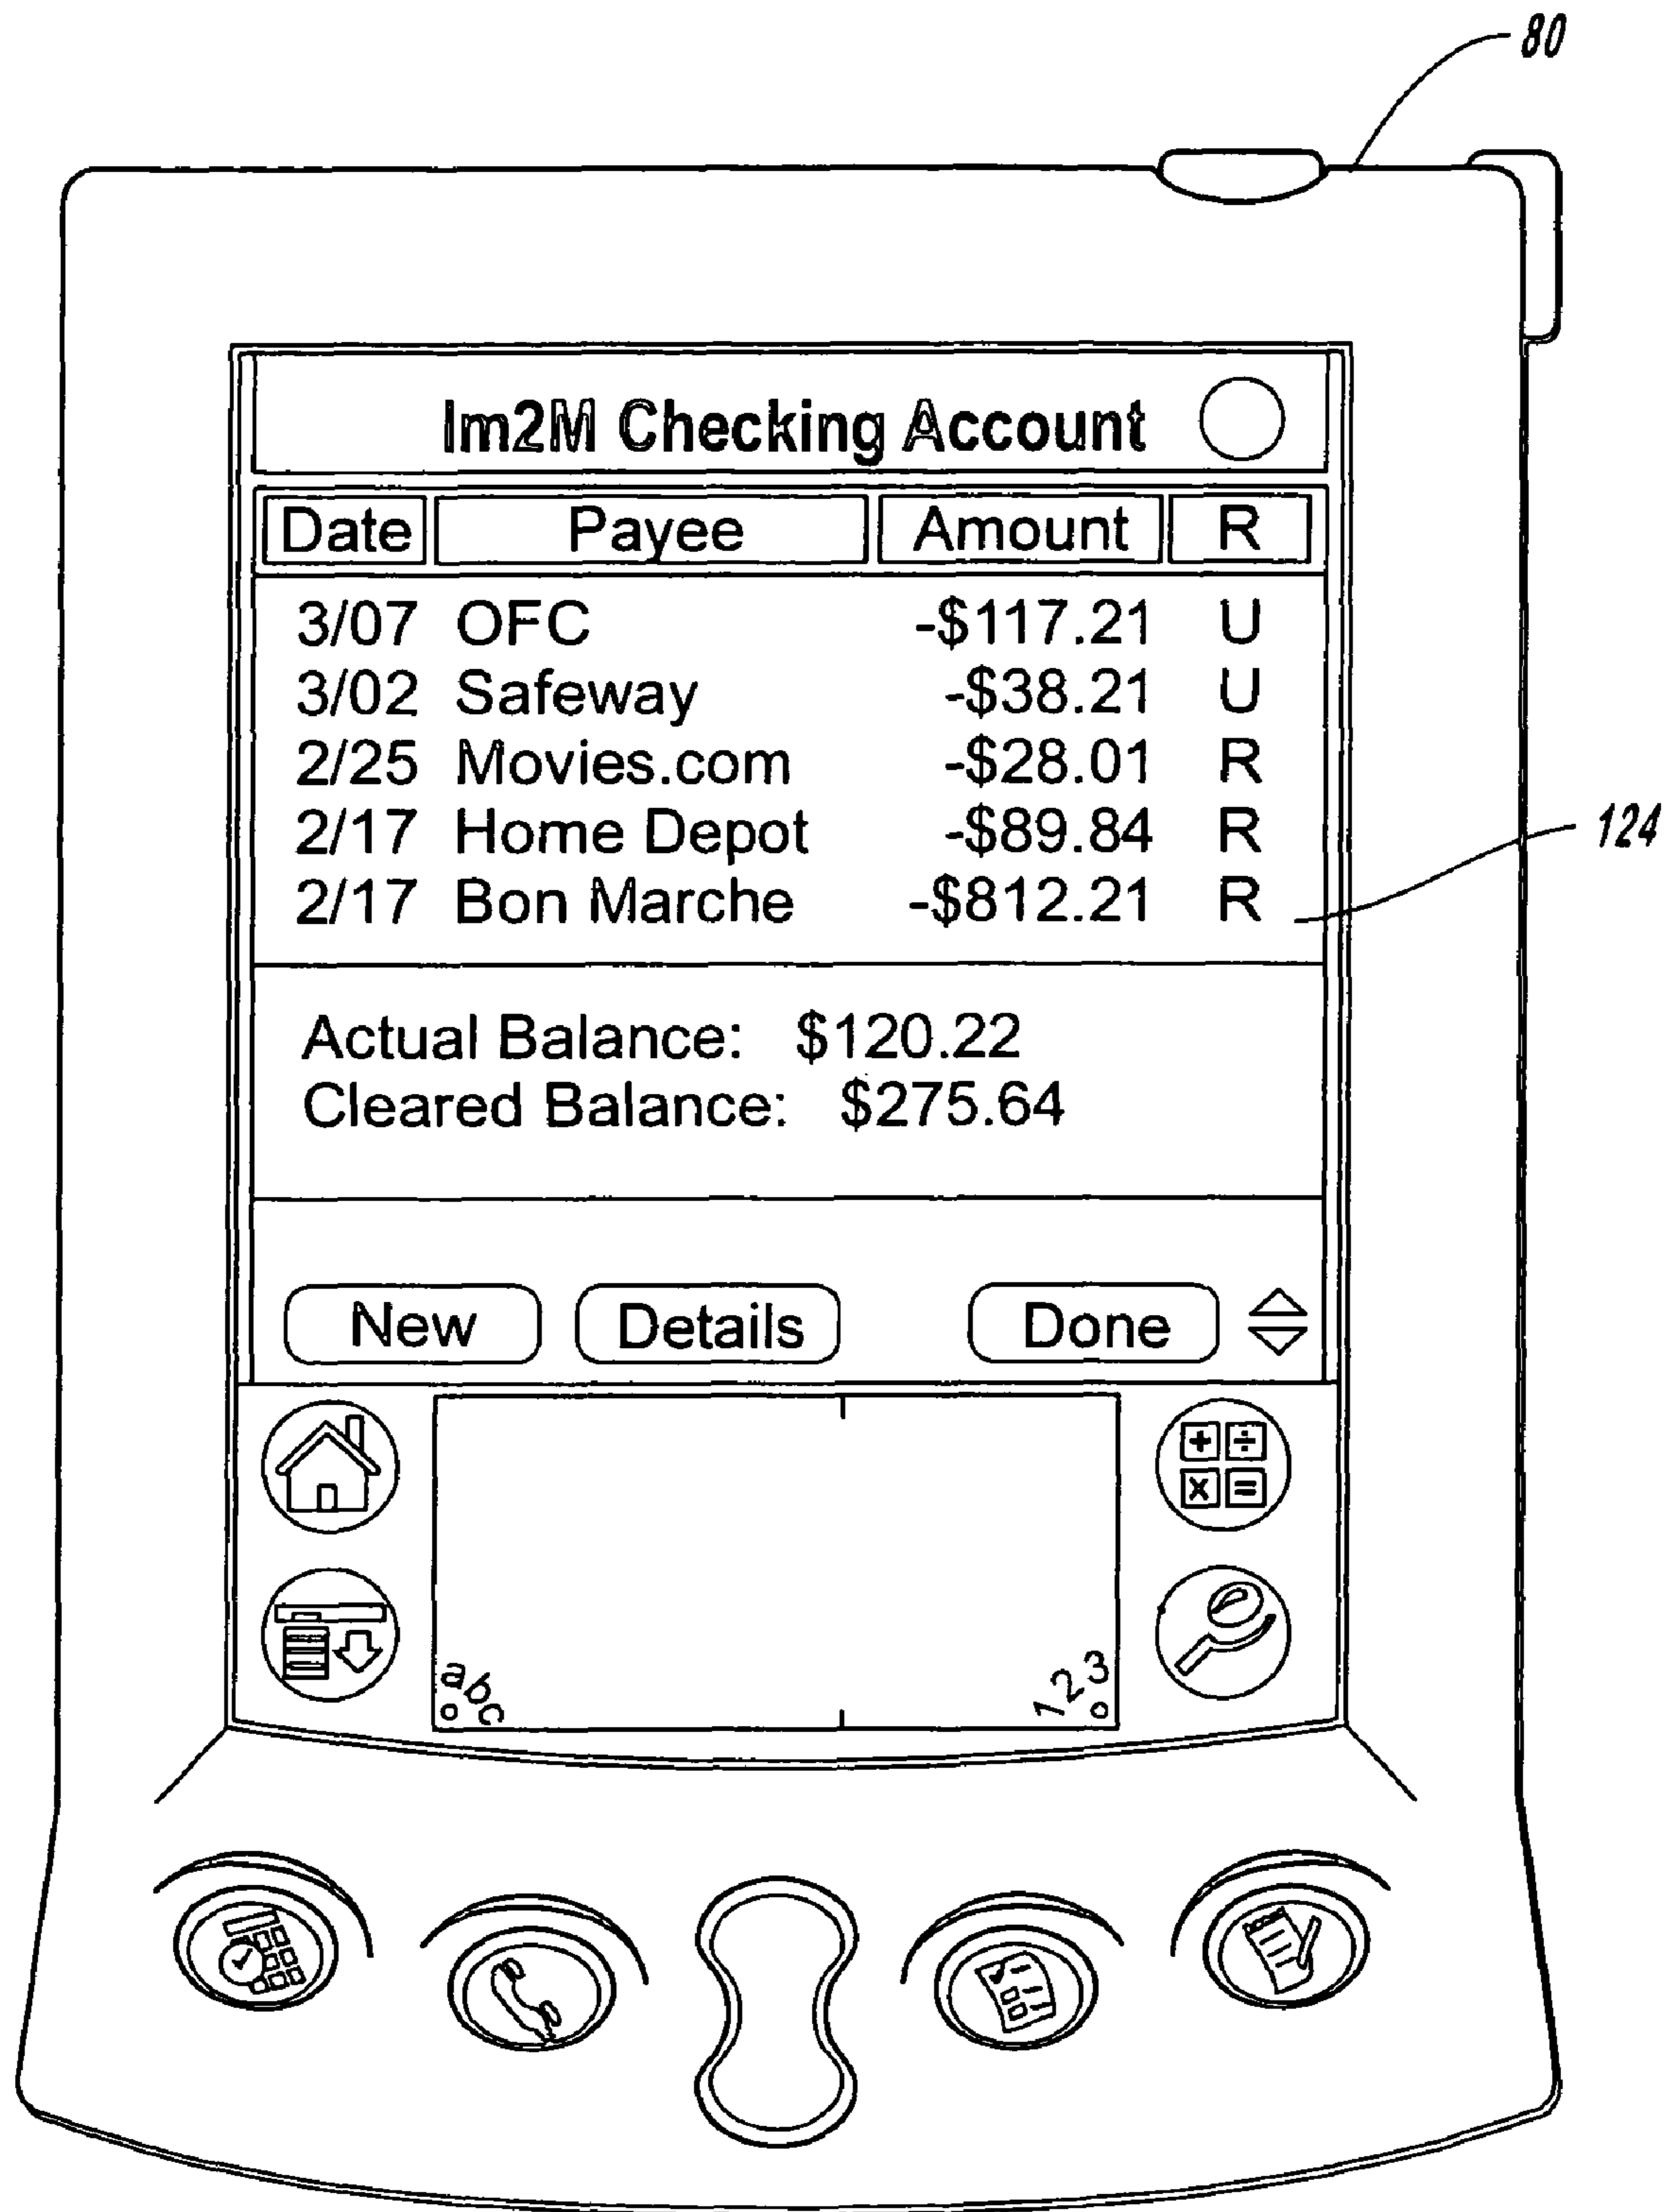 80
Im2M Checking Account
Date Payee Amount R
3/07 OFC -$117.21 U
3/02 Safeway -$38.21 U
2/25 Movies.com -$28.01 R
2/17 Home Depot -$89.84 R
124
2/17 Bon Marche -$812.21 R
Actual Balance: $120.22
Cleared Balance: $275.64
New Details Done
+ ÷
x =
abc 123